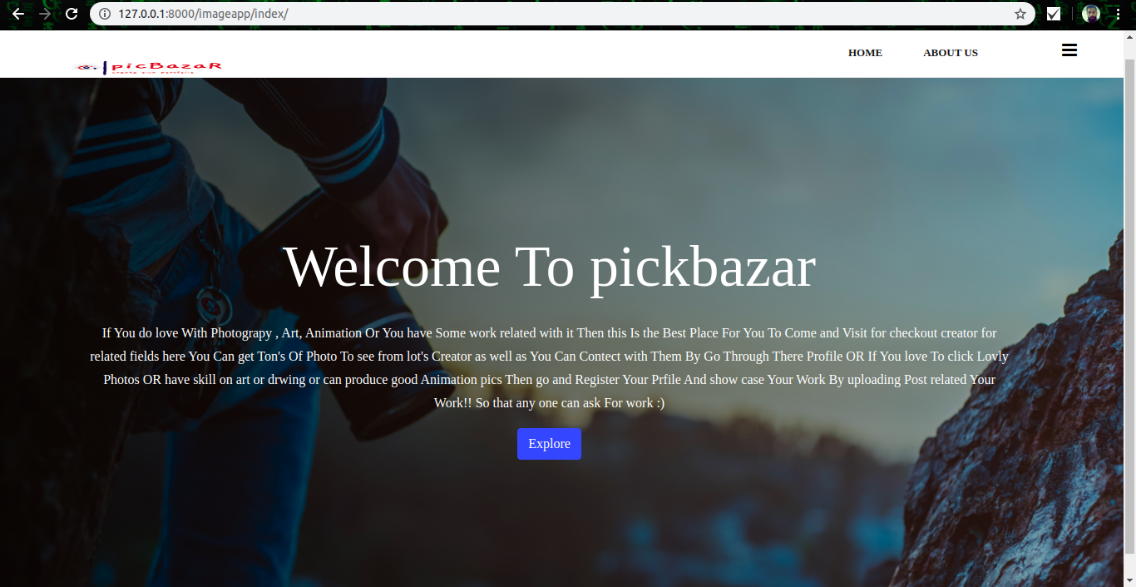 127.0.0.1:8000/imageapp/index/
HOME ABOUT US
picBazaR
Welcome To pickbazar
If You do love With Photograpy , Art, Animation Or You have Some work related with it Then this Is the Best Place For You To Come and Visit for checkout creator for
related fields here You Can get Ton's Of Photo To see from lot's Creator as well as You Can Contect with Them By Go Through There Profile OR If You love To click Lovly
Photos OR have skill on art or drwing or can produce good Animation pics Then go and Register Your Prfile And show case Your Work By uploading Post related Your
Work!! So that any one can ask For work :)
Explore